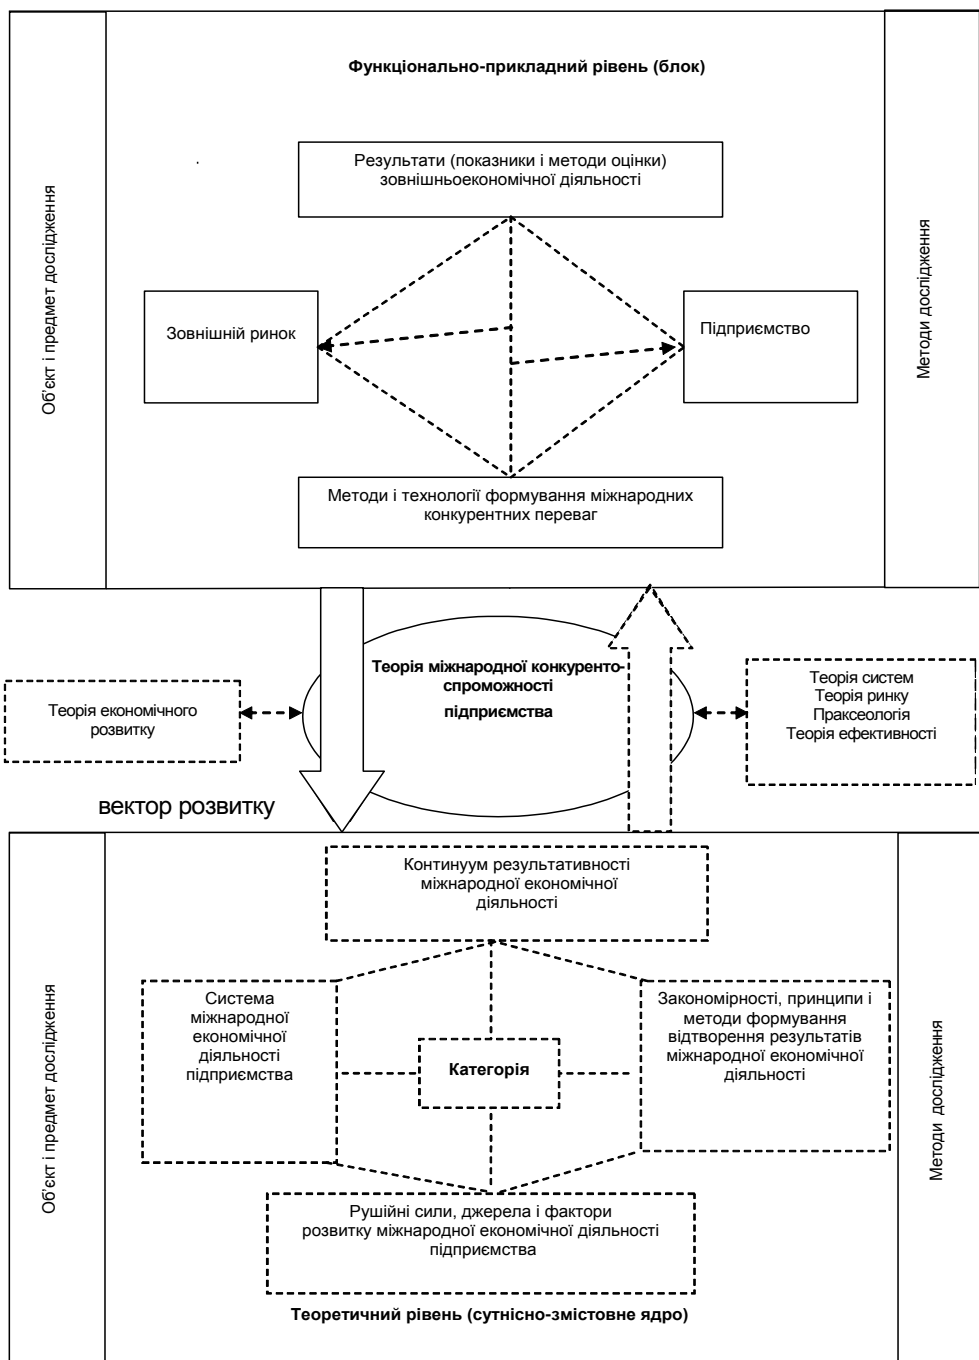 Функціонально-прикладний рівень (блок)
Об'єкт і предмет дослідження
Методи дослідження
Результати (показники і методи оцінки)
зовнішньоекономічної діяльності
Зовнішній ринок
Підприємство
Методи і технології формування міжнародних
конкурентних переваг
Теорія міжнародної конкуренто-
спроможності
підприємства
Теорія економічного
розвитку
Теорія систем
Теорія ринку
Праксеологія
Теорія ефективності
вектор розвитку
Об'єкт і предмет дослідження
Методи дослідження
Континуум результативності
міжнародної економічної
діяльності
Система
міжнародної
економічної
діяльності
підприємства
Категорія
Закономірності, принципи і
методи формування
відтворення результатів
міжнародної економічної
діяльності
Рушійні сили, джерела і фактори
розвитку міжнародної економічної діяльності
підприємства
Теоретичний рівень (сутнісно-змістовне ядро)